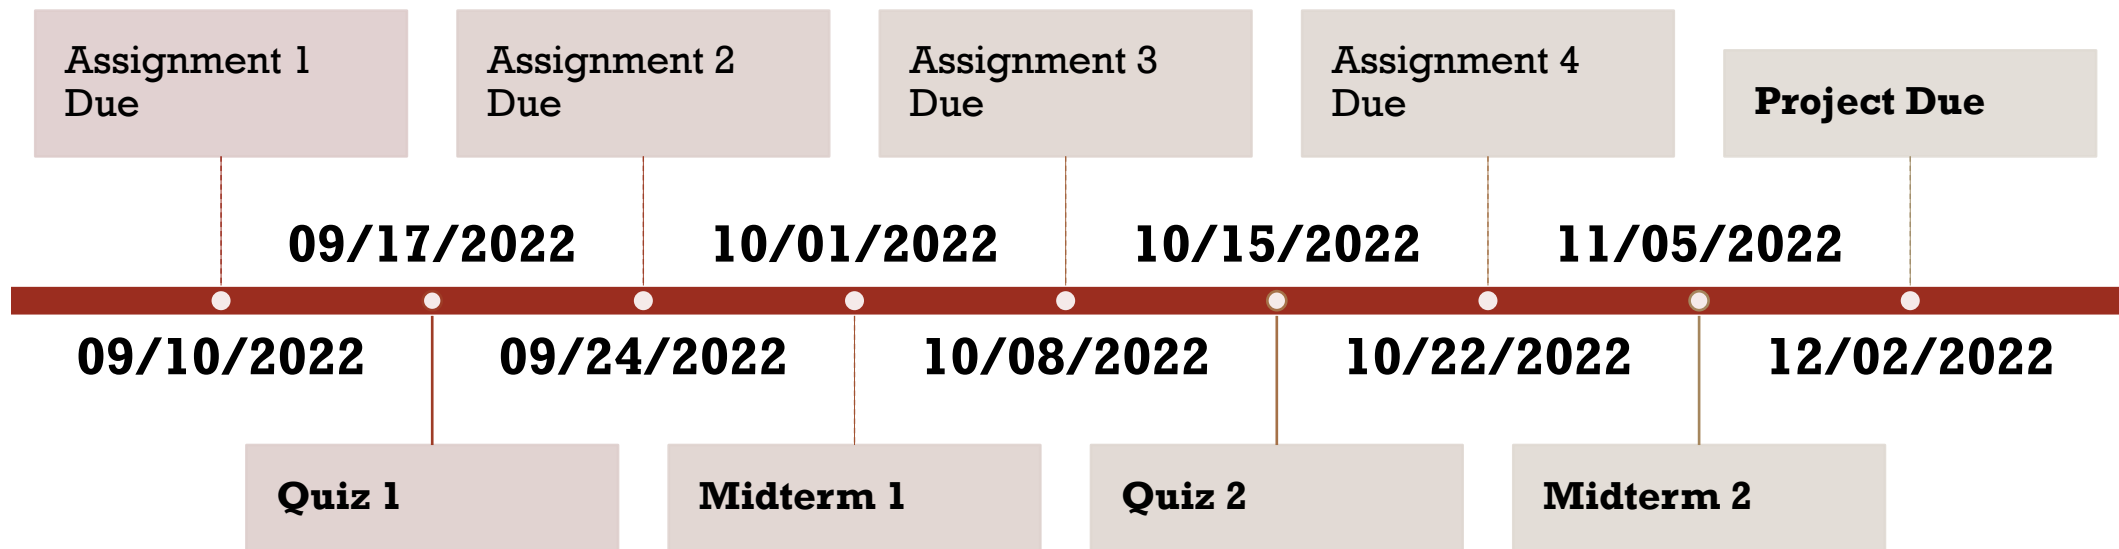 Assignment 1
Due
Assignment 2
Due
Assignment 3
Due
Assignment 4
Due
Project Due
09/17/2022
10/01/2022
10/15/2022
11/05/2022
09/10/2022
09/24/2022
10/08/2022
10/22/2022
12/02/2022
Quiz 1
Midterm 1
Quiz 2
Midterm 2